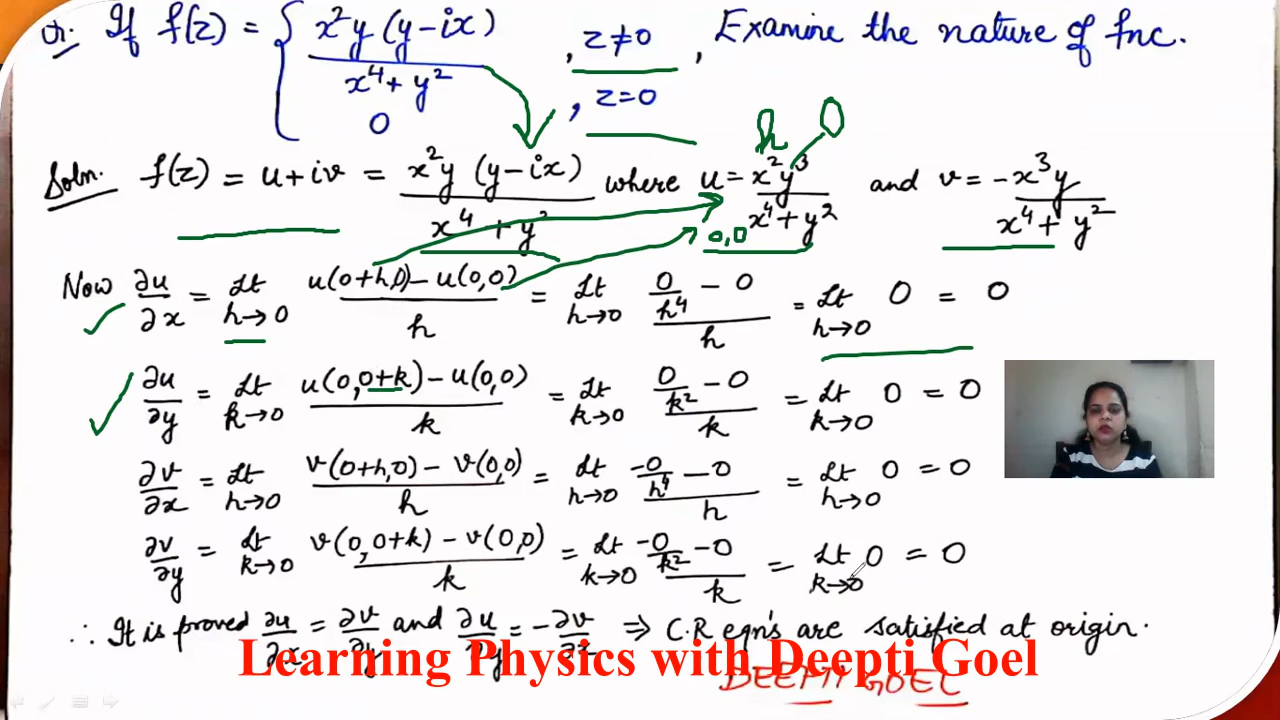 Qr. If f(z) = { x²y (y-ix) / x⁴+y² , z≠0 , Examine the nature of fnc.
0 , z=0
h 0
Soln. f(z) = u+iv = x²y (y-ix) / x⁴+y² where u = x²y³ / x⁴+y² and v = -x³y / x⁴+y²
0,0
Now ∂u/∂x = Lt h→0 u(0+h,0)-u(0,0) / h = Lt h→0 0/h⁴ - 0 / h = Lt h→0 0 = 0
∂u/∂y = Lt k→0 u(0,0+k)-u(0,0) / k = Lt k→0 0/k² - 0 / k = Lt k→0 0 = 0
∂v/∂x = Lt h→0 v(0+h,0) - v(0,0) / h = Lt h→0 -0/h⁴ - 0 / h = Lt h→0 0 = 0
∂v/∂y = Lt k→0 v(0,0+k) - v(0,0) / k = Lt k→0 -0/k² - 0 / k = Lt k→0 0 = 0
∴ It is proved ∂u/∂x = ∂v/∂y and ∂u/∂y = -∂v/∂x ⇒ C.R eqn's are satisfied at origin.
Learning Physics with Deepti Goel
DEEPTI GOEL